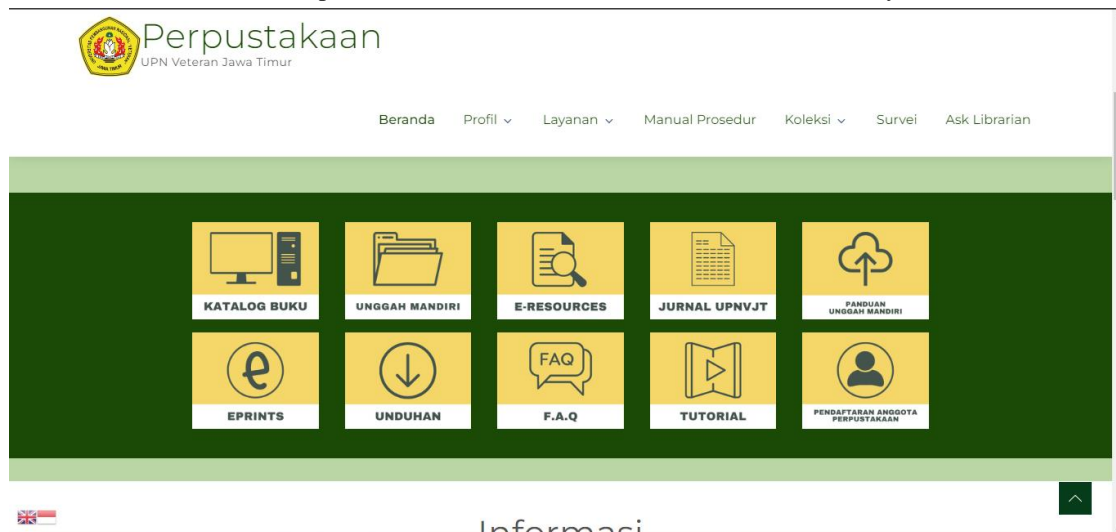 Perpustakaan
UPN Veteran Jawa Timur
Beranda Profil Layanan Manual Prosedur Koleksi Survei Ask Librarian
KATALOG BUKU
UNGGAH MANDIRI
E-RESOURCES
JURNAL UPNVJT
PANDUAN
UNGGAH MANDIRI
EPRINTS
UNDUHAN
FAQ
F.A.Q
TUTORIAL
PENDAFTARAN ANGGOTA
PERPUSTAKAAN
Informasi